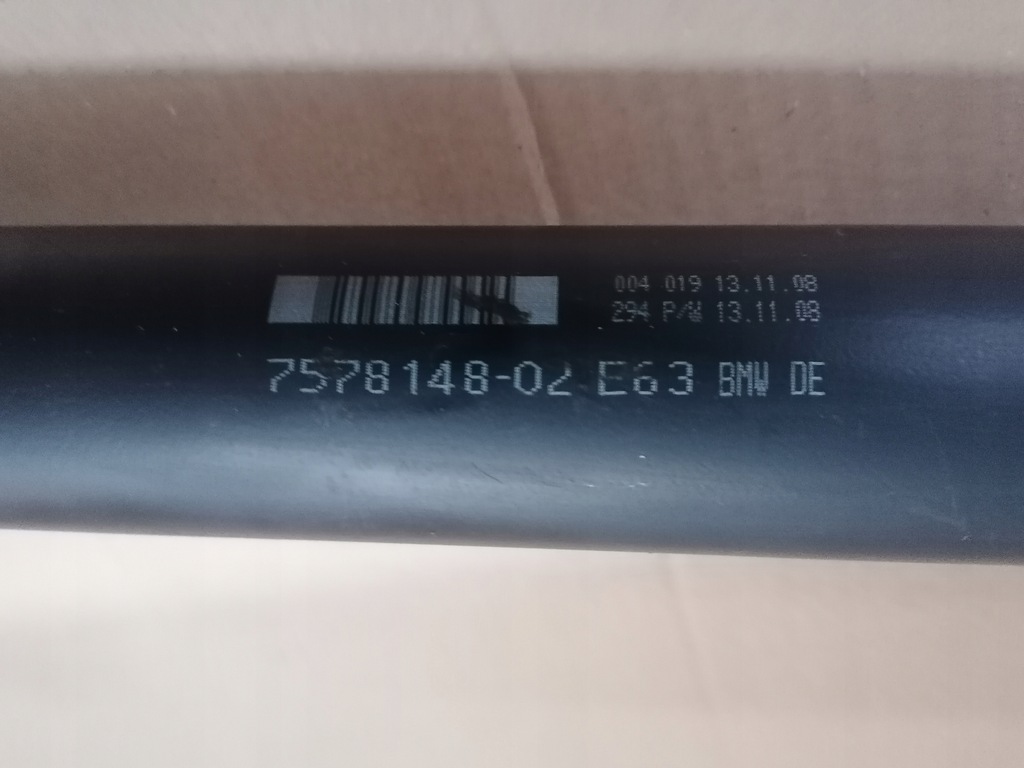 004 019 13.11.08
294 P/W 13.11.08
7578148-02 E63 BMW DE